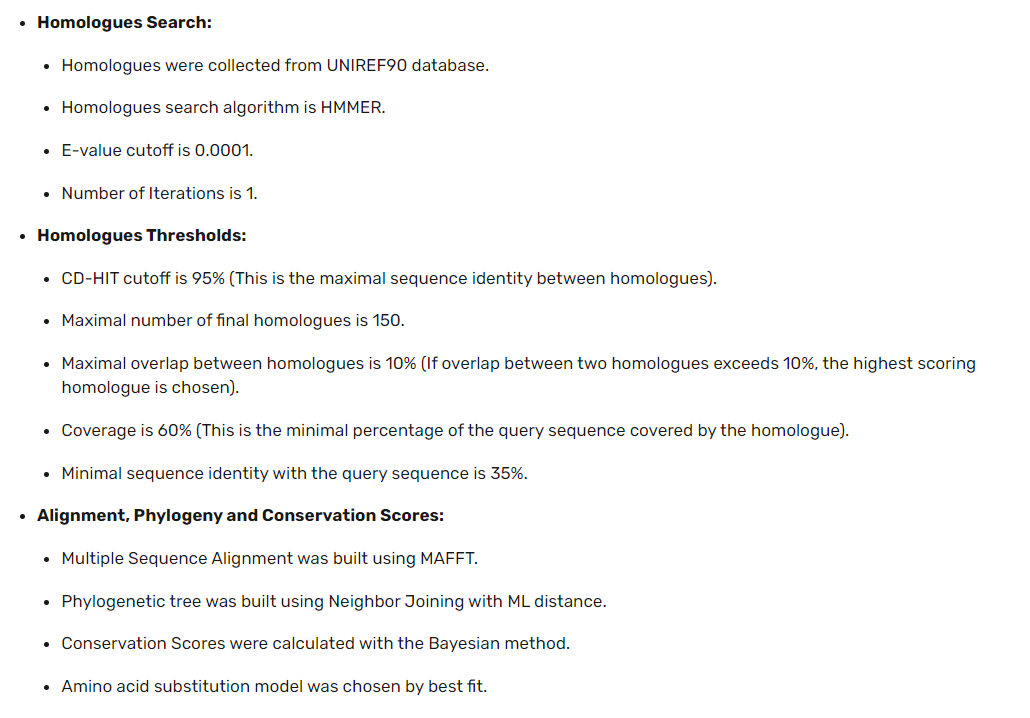 Homologues Search:
Homologues were collected from UNIREF90 database.
Homologues search algorithm is HMMER.
E-value cutoff is 0.0001.
Number of Iterations is 1.
Homologues Thresholds:
CD-HIT cutoff is 95% (This is the maximal sequence identity between homologues).
Maximal number of final homologues is 150.
Maximal overlap between homologues is 10% (If overlap between two homologues exceeds 10%, the highest scoring
homologue is chosen).
Coverage is 60% (This is the minimal percentage of the query sequence covered by the homologue).
Minimal sequence identity with the query sequence is 35%.
Alignment, Phylogeny and Conservation Scores:
Multiple Sequence Alignment was built using MAFFT.
Phylogenetic tree was built using Neighbor Joining with ML distance.
Conservation Scores were calculated with the Bayesian method.
Amino acid substitution model was chosen by best fit.